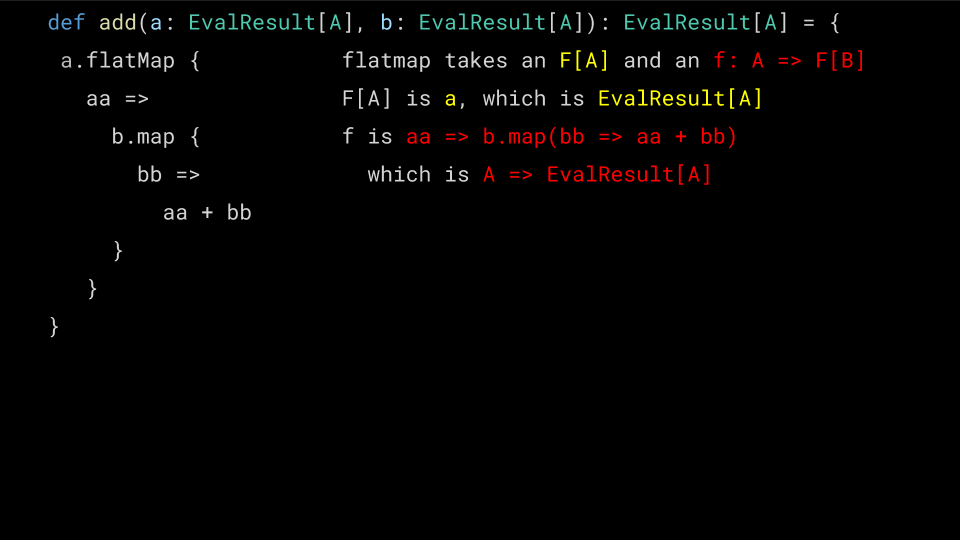 def add(a: EvalResult[A], b: EvalResult[A]): EvalResult[A] = {
a.flatMap { flatmap takes an F[A] and an f: A => F[B]
aa => F[A] is a, which is EvalResult[A]
b.map { f is aa => b.map(bb => aa + bb)
bb => which is A => EvalResult[A]
aa + bb
}
}
}